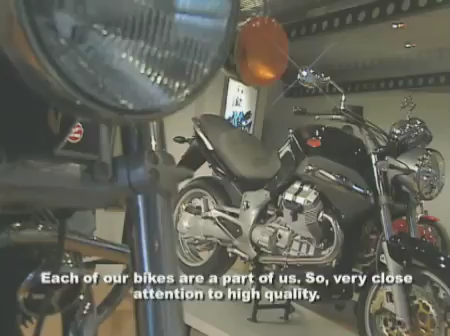 Each of our bikes are a part of us. So, very close
attention to high quality.